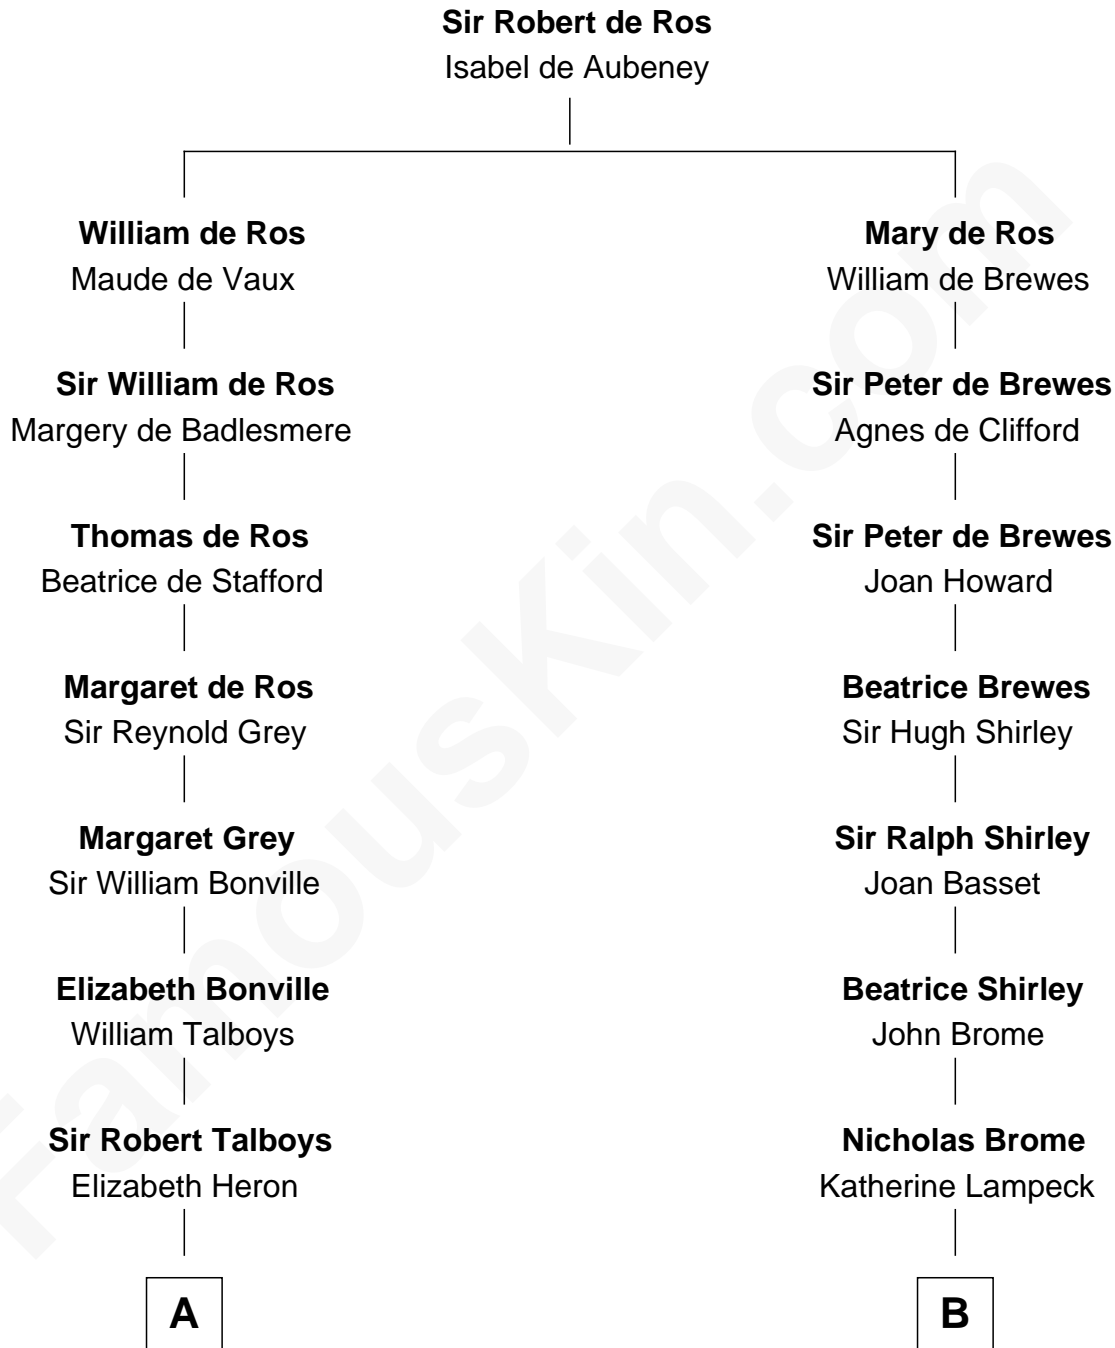 Sir Robert de Ros
Isabel de Aubeney
William de Ros
Maude de Vaux
Mary de Ros
William de Brewes
Sir William de Ros
Margery de Badlesmere
Sir Peter de Brewes
Agnes de Clifford
Thomas de Ros
Beatrice de Stafford
Sir Peter de Brewes
Joan Howard
Margaret de Ros
Sir Reynold Grey
Beatrice Brewes
Sir Hugh Shirley
Margaret Grey
Sir William Bonville
Sir Ralph Shirley
Joan Basset
Elizabeth Bonville
William Talboys
Beatrice Shirley
John Brome
Sir Robert Talboys
Elizabeth Heron
Nicholas Brome
Katherine Lampeck
A
B
FamousKin.com